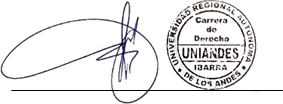 UNIVERSIDAD REGIONAL AUTONOMA
Carrera
de
Derecho
UNIANDES
IBARRA
DE LOS ANDES